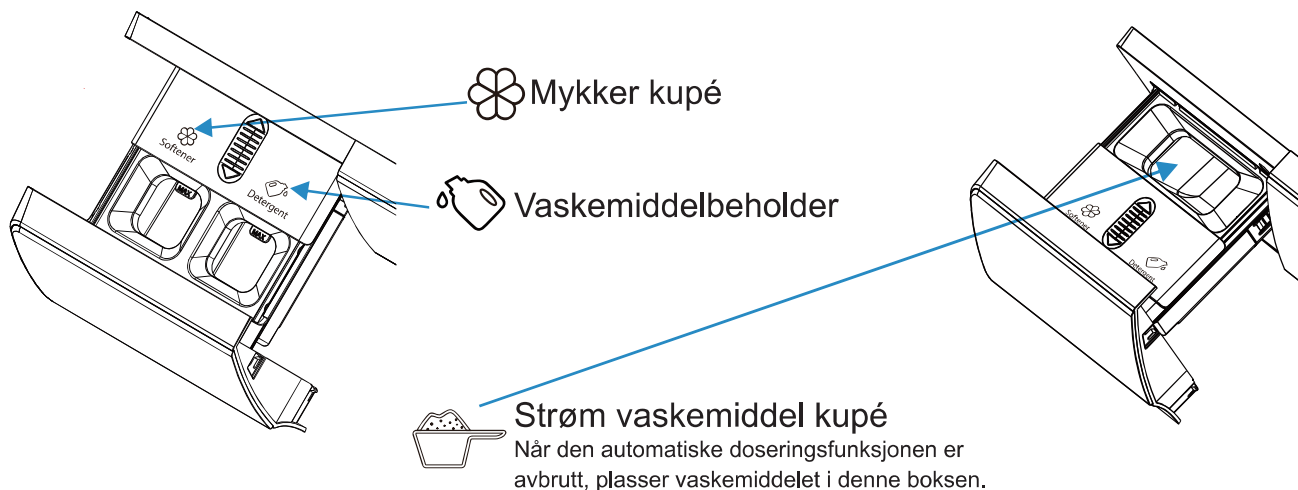 Mykker kupé
Softener
MAX
Detergent
MAX
Vaskemiddelbeholder
Softener
Detergent
Strøm vaskemiddel kupé
Når den automatiske doseringsfunksjonen er
avbrutt, plasser vaskemiddelet i denne boksen.